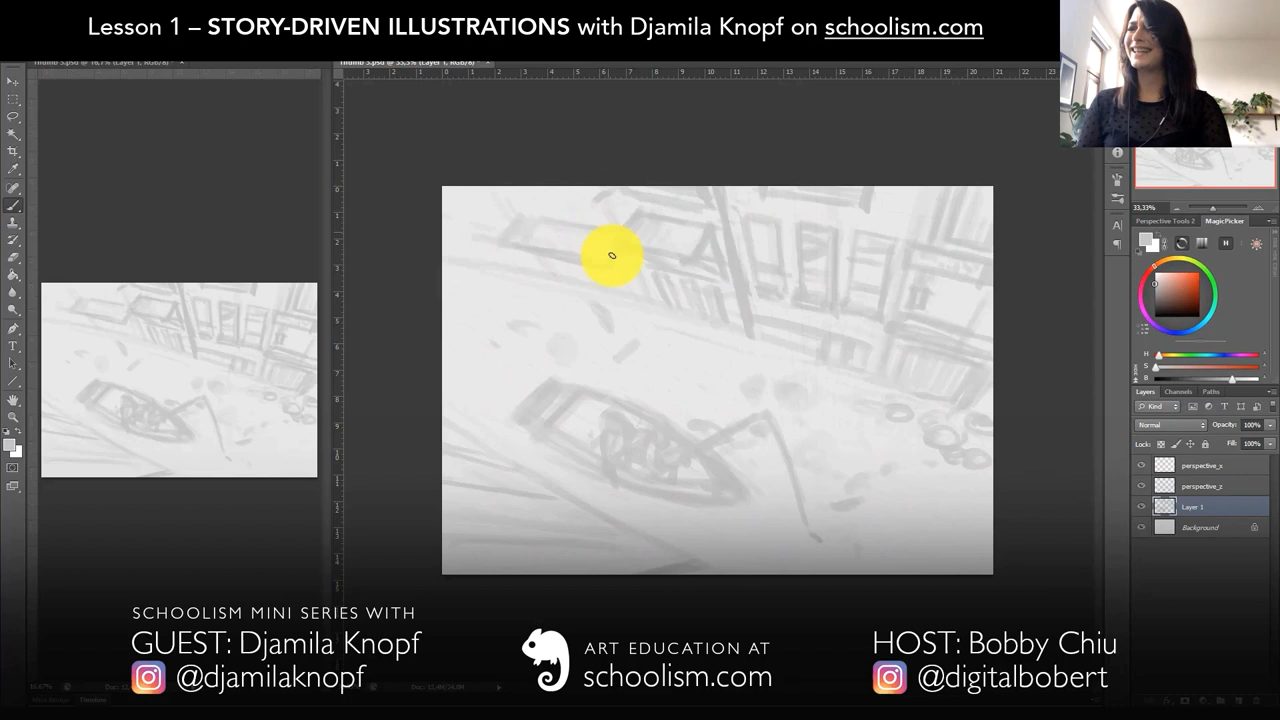 Lesson 1 – STORY-DRIVEN ILLUSTRATIONS with Djamila Knopf on schoolism.com
33,33%
Perspective Tools 2 MagicPicker
H
H
S
B
Layers Channels Paths
Kind
Normal Opacity: 100%
Lock: Fill: 100%
perspective_x
perspective_z
Layer 1
Background
SCHOOLISM MINI SERIES WITH
GUEST: Djamila Knopf
@djamilaknopf
ART EDUCATION AT
schoolism.com
HOST: Bobby Chiu
@digitalbobert